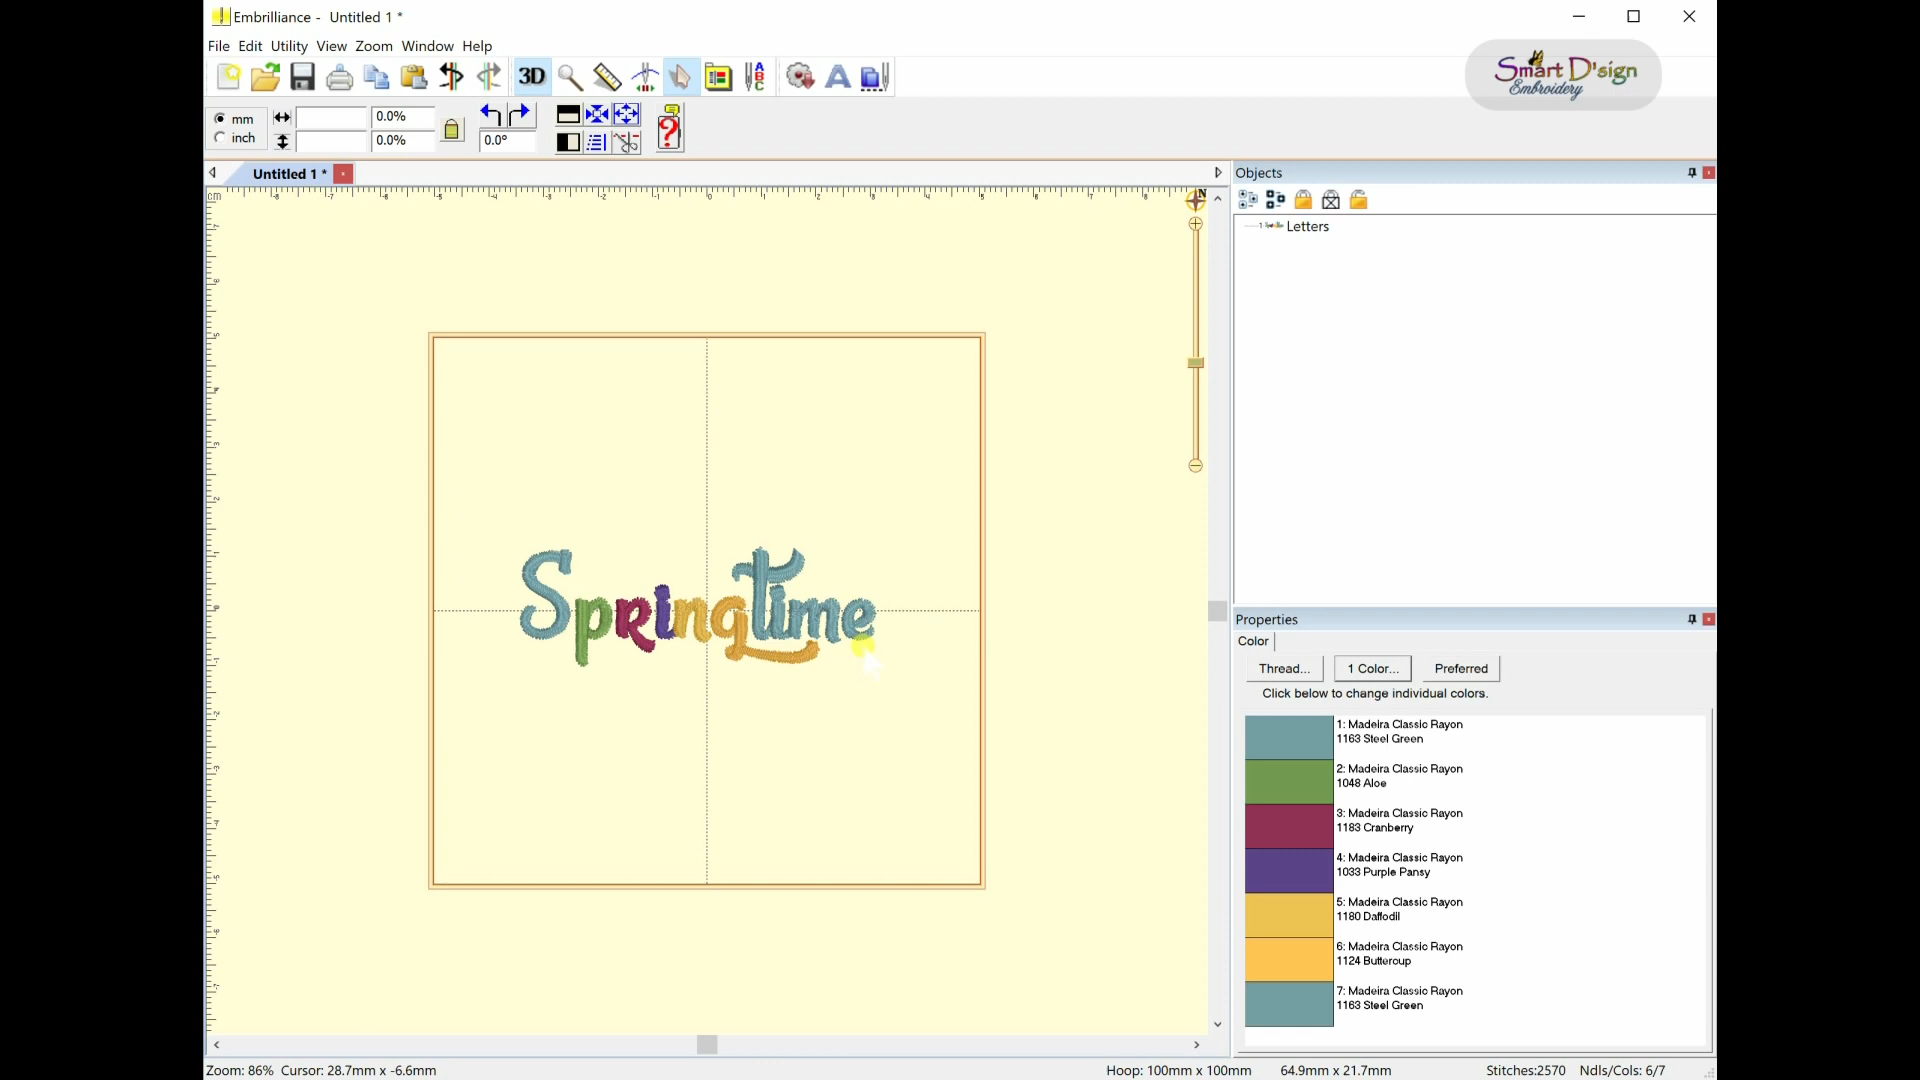 Embrilliance - Untitled 1 *
File Edit Utility View Zoom Window Help
3D
A
B
C
A
Smart D'sign
Embroidery
mm
inch
0.0%
0.0%
0.0°
?
Untitled 1 *
Objects
cm
N
Letters
Springtime
Properties
Color
Thread... 1 Color... Preferred
Click below to change individual colors.
1: Madeira Classic Rayon
1163 Steel Green
2: Madeira Classic Rayon
1048 Aloe
3: Madeira Classic Rayon
1183 Cranberry
4: Madeira Classic Rayon
1033 Purple Pansy
5: Madeira Classic Rayon
1180 Daffodil
6: Madeira Classic Rayon
1124 Buttercup
7: Madeira Classic Rayon
1163 Steel Green
Zoom: 86% Cursor: 28.7mm x -6.6mm Hoop: 100mm x 100mm 64.9mm x 21.7mm Stitches:2570 Ndls/Cols: 6/7